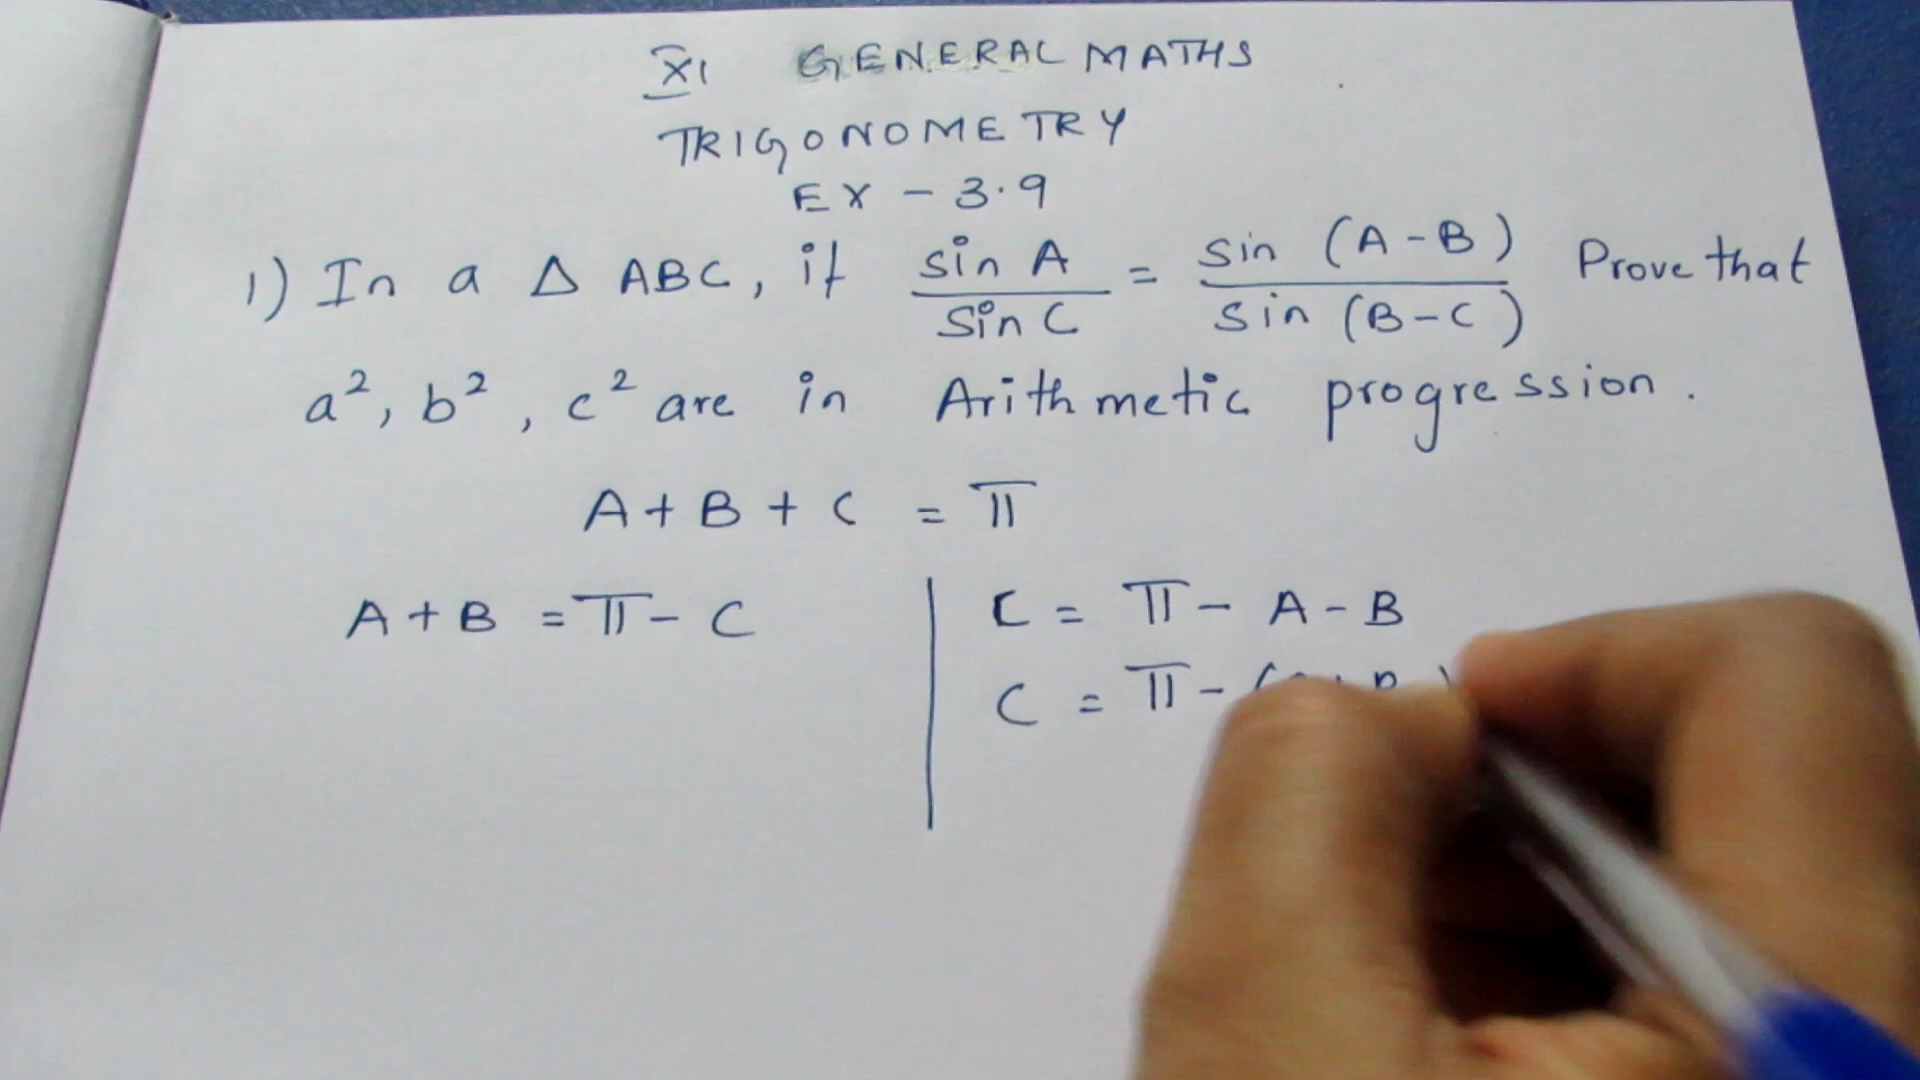 XI GENERAL MATHS
TRIGONOMETRY
EX - 3.9
1) In a Δ ABC, if sin A / sin C = sin (A-B) / sin (B-C) Prove that
a², b², c² are in Arithmetic progression.
A + B + C = π
A + B = π - C
C = π - A - B
C = π - (